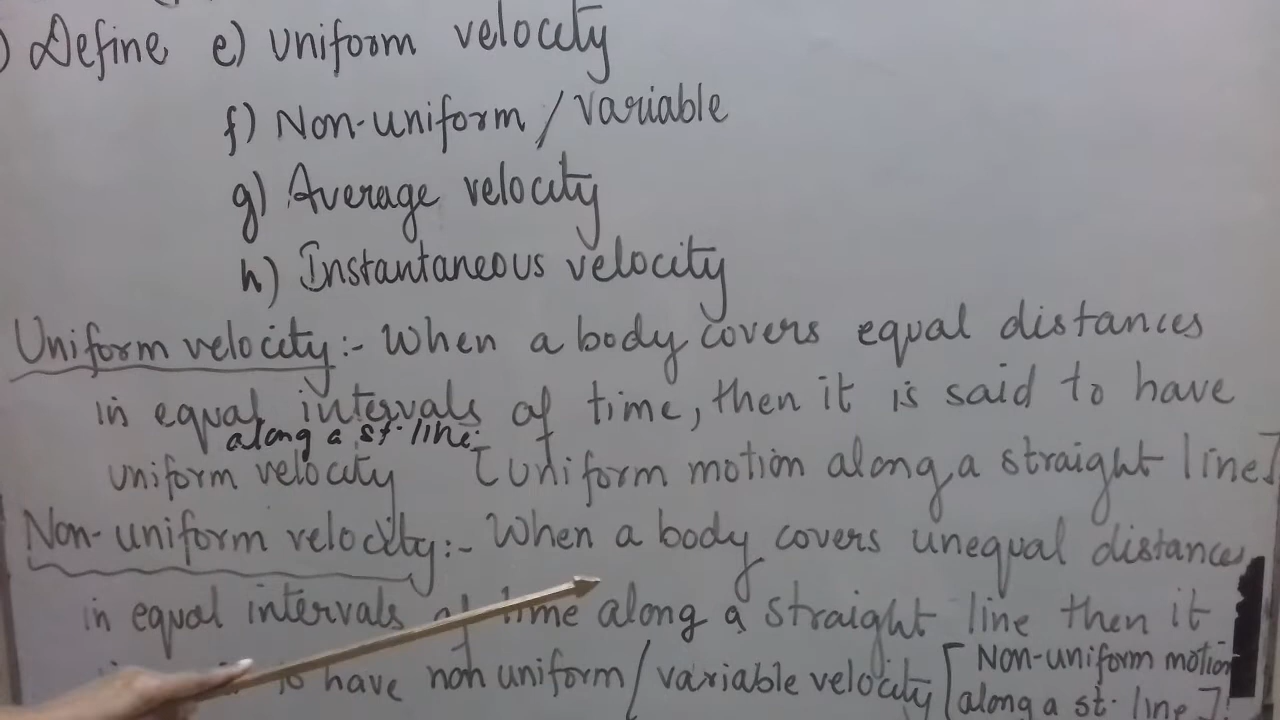 ) Define e) Uniform velocity
f) Non-uniform / variable
g) Average velocity
h) Instantaneous velocity
Uniform velocity :- When a body covers equal distances
in equal intervals of time, then it is said to have
along a st. line.
uniform velocity [Uniform motion along a straight line]
Non-uniform velocity :- When a body covers unequal distances
in equal intervals of time along a straight line then it
to have non uniform / variable velocity [Non-uniform motion
along a st. line].